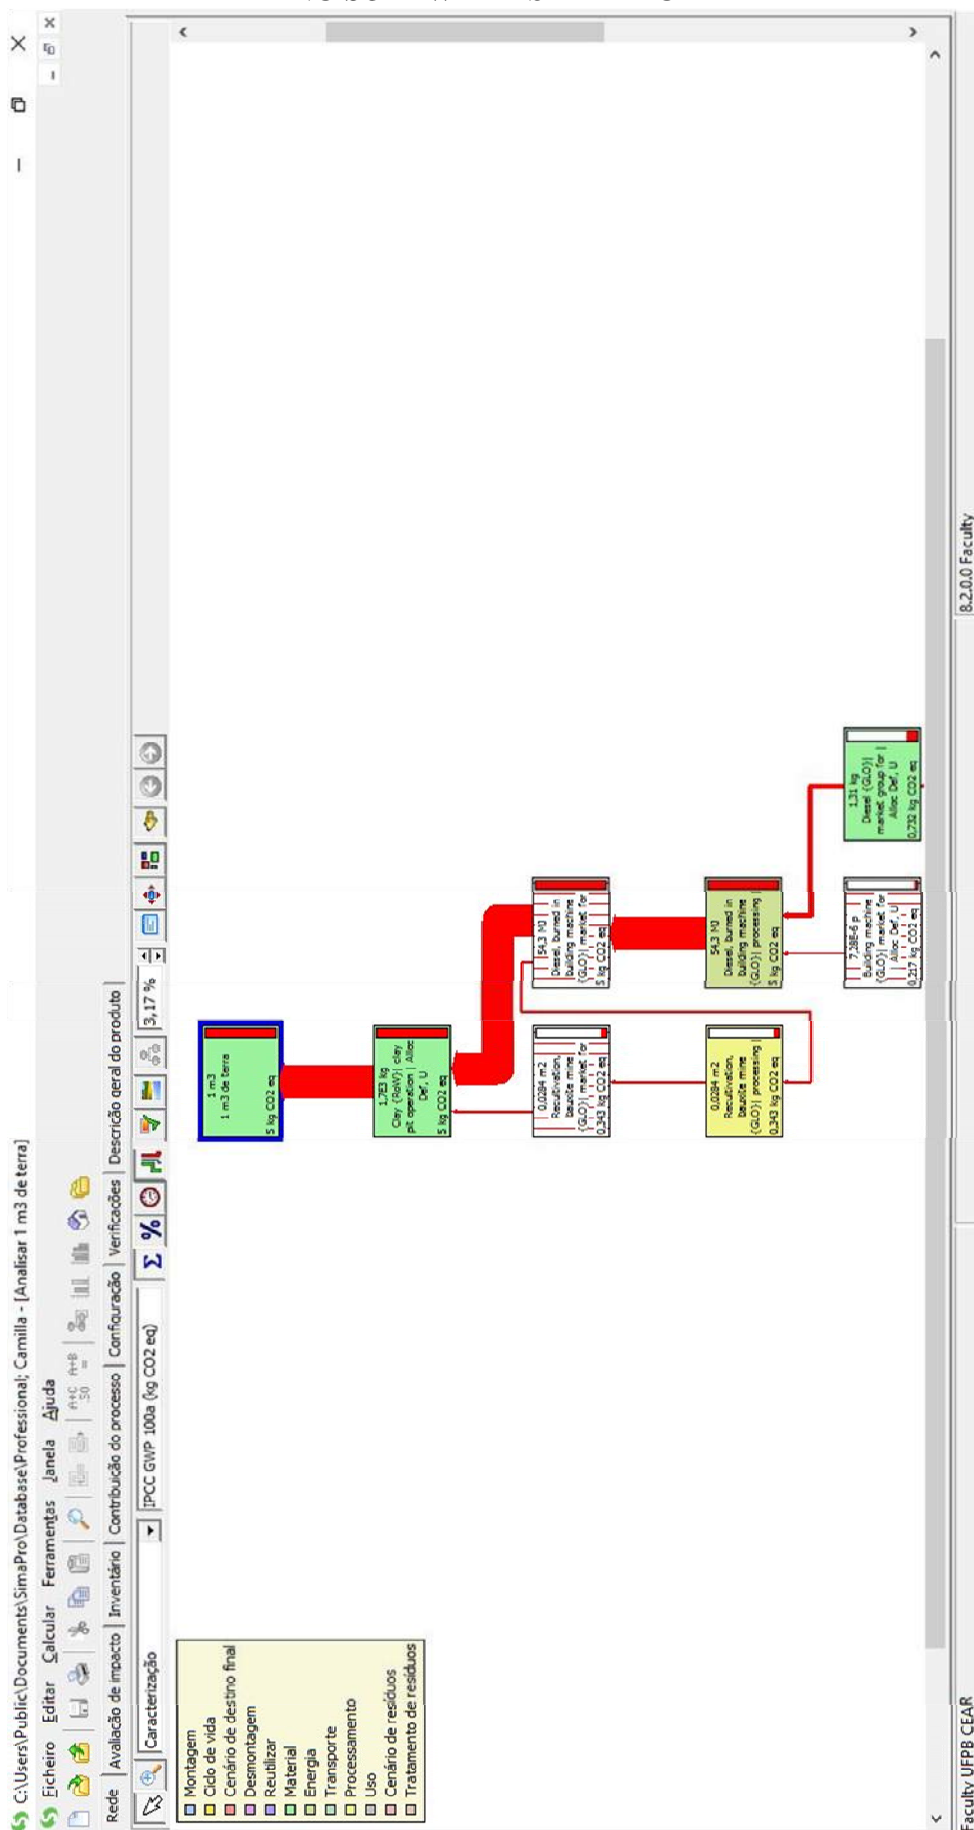 C:\Users\Public\Documents\SimaPro\Database\Professional; Camilla - [Analisar 1 m3 de terra]
Ficheiro Editar Calcular Ferramentas Janela Ajuda
A+C .50 A+B =
Rede Avaliação de impacto Inventário Contribuição do processo Configuração Verificações Descrição geral do produto
Caracterização IPCC GWP 100a (kg CO2 eq) Σ % 3,17 %
Montagem
Ciclo de vida
Cenário de destino final
Desmontagem
Reutilizar
Material
Energia
Transporte
Processamento
Uso
Cenário de resíduos
Tratamento de resíduos
1 m3
1 m3 de terra
5 kg CO2 eq
1,7E3 kg
Clay {RoW}| clay
pit operation | Alloc
Def, U
5 kg CO2 eq
0,0284 m2
Recultivation,
bauxite mine
{GLO}| market for
0,343 kg CO2 eq
54,3 MJ
Diesel, burned in
building machine
{GLO}| market for
5 kg CO2 eq
0,0284 m2
Recultivation,
bauxite mine
{GLO}| processing |
0,343 kg CO2 eq
54,3 MJ
Diesel, burned in
building machine
{GLO}| processing |
5 kg CO2 eq
7,28E-6 p
Building machine
{GLO}| market for
| Alloc Def, U
0,217 kg CO2 eq
1,31 kg
Diesel {GLO}|
market group for |
Alloc Def, U
0,732 kg CO2 eq
Faculty UFPB CEAR 8.2.0.0 Faculty